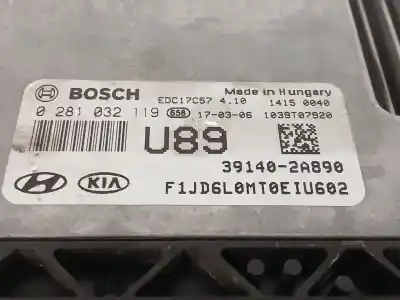 BOSCH
EDC17C57 4.10
Made in Hungary
1415 0040
0 281 032 119
658
17-03-06
1039T07920
U89
39140-2A890
KIA
F1JD6L0MT0EIU602